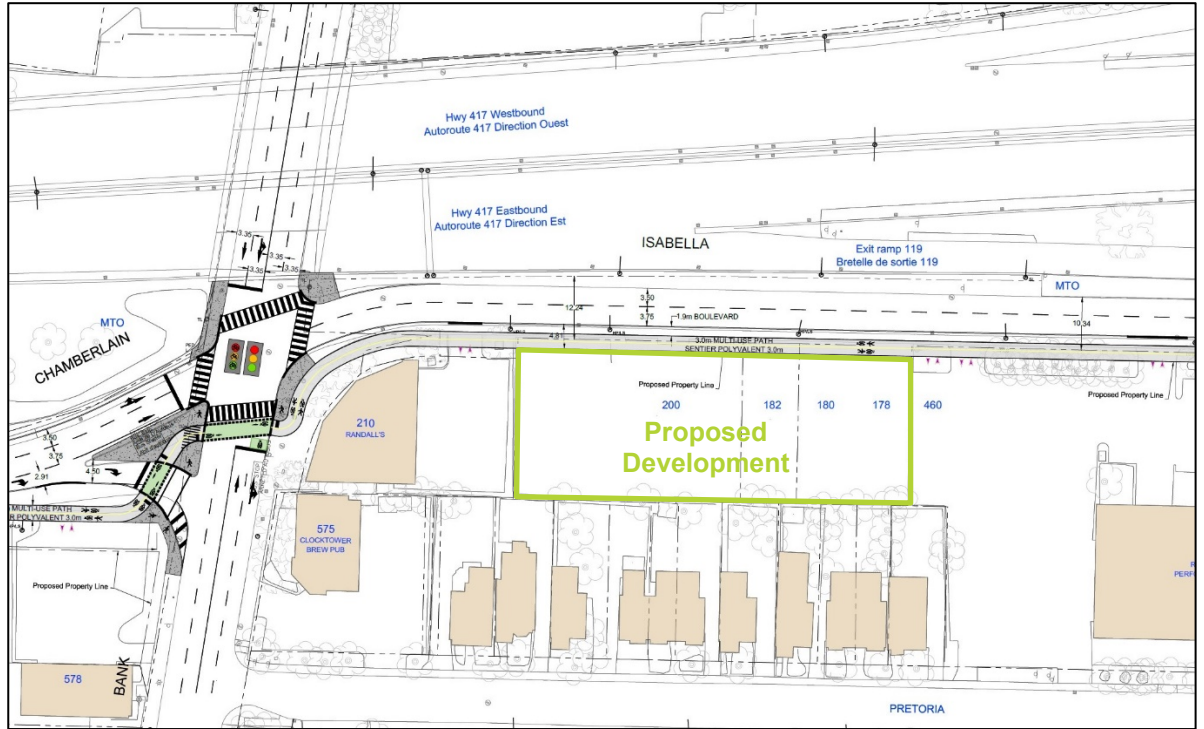 Hwy 417 Westbound
Autoroute 417 Direction Ouest
Hwy 417 Eastbound
Autoroute 417 Direction Est
ISABELLA
Exit ramp 119
Bretelle de sortie 119
MTO
3.35
3.35
3.35
3.35
MTO
CHAMBERLAIN
12.24
3.50
3.75
1.9m BOULEVARD
10.34
4.81
3.0m MULTI-USE PATH
SENTIER POLYVALENT 3.0m
Proposed Property Line
Proposed Property Line
200
182
180
178
460
Proposed
Development
210
RANDALL'S
3.50
3.75
2.91
4.50
MULTI-USE PATH
POLYVALENT 3.0m
575
CLOCKTOWER
BREW PUB
Proposed Property Line
BANK
578
PERF
PRETORIA